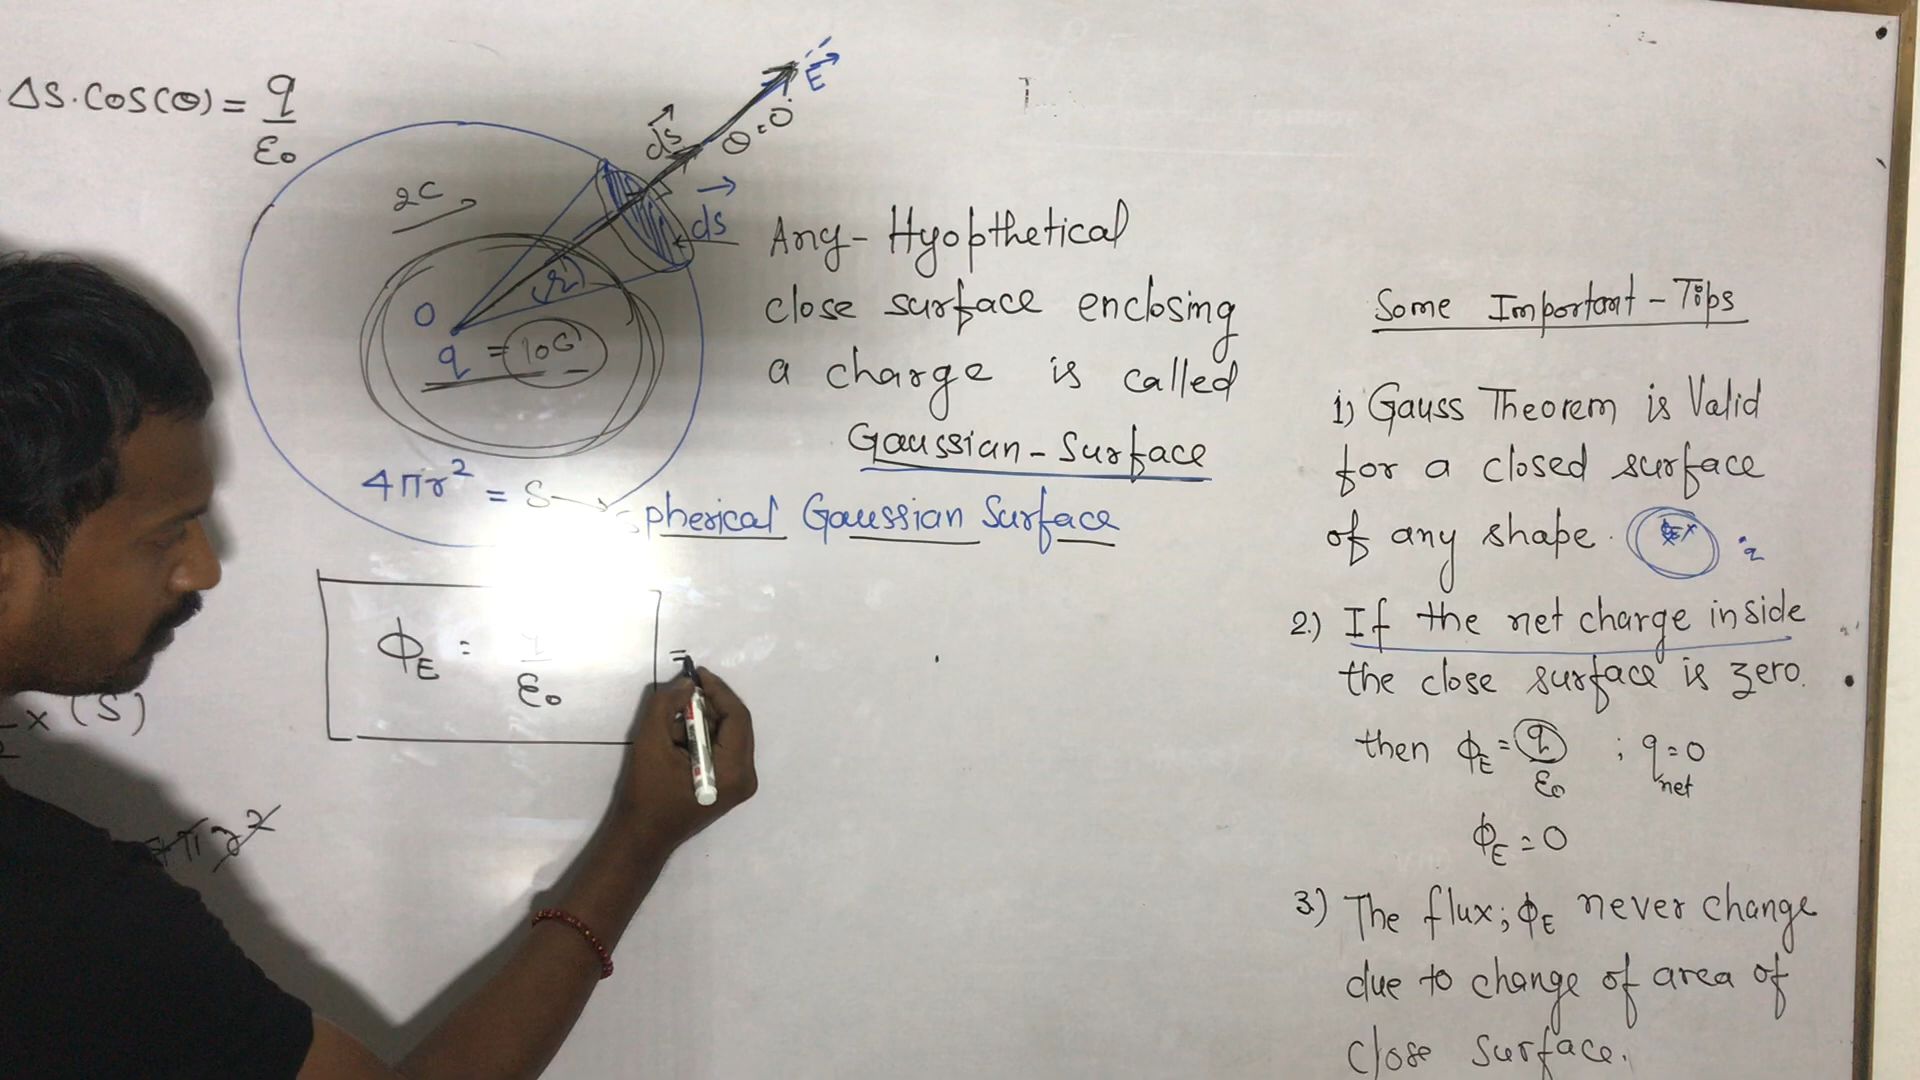 ΔS.COS(θ) = q/ε₀
2C
ds
θ=0°
E
ds
O
r
q = 10C
4πr² = S
Any-Hyopthetical
close surface enclosing
a charge is called
Gaussian-Surface
Spherical Gaussian Surface
ϕE = q/ε₀ =
x(S)
Some Important-Tips
1) Gauss Theorem is Valid
for a closed surface
of any shape.
q
2.) If the net charge inside
the close surface is zero.
then ϕE = q/ε₀ ; q net = 0
ϕE = 0
3) The flux; ϕE never change
due to change of area of
close surface.